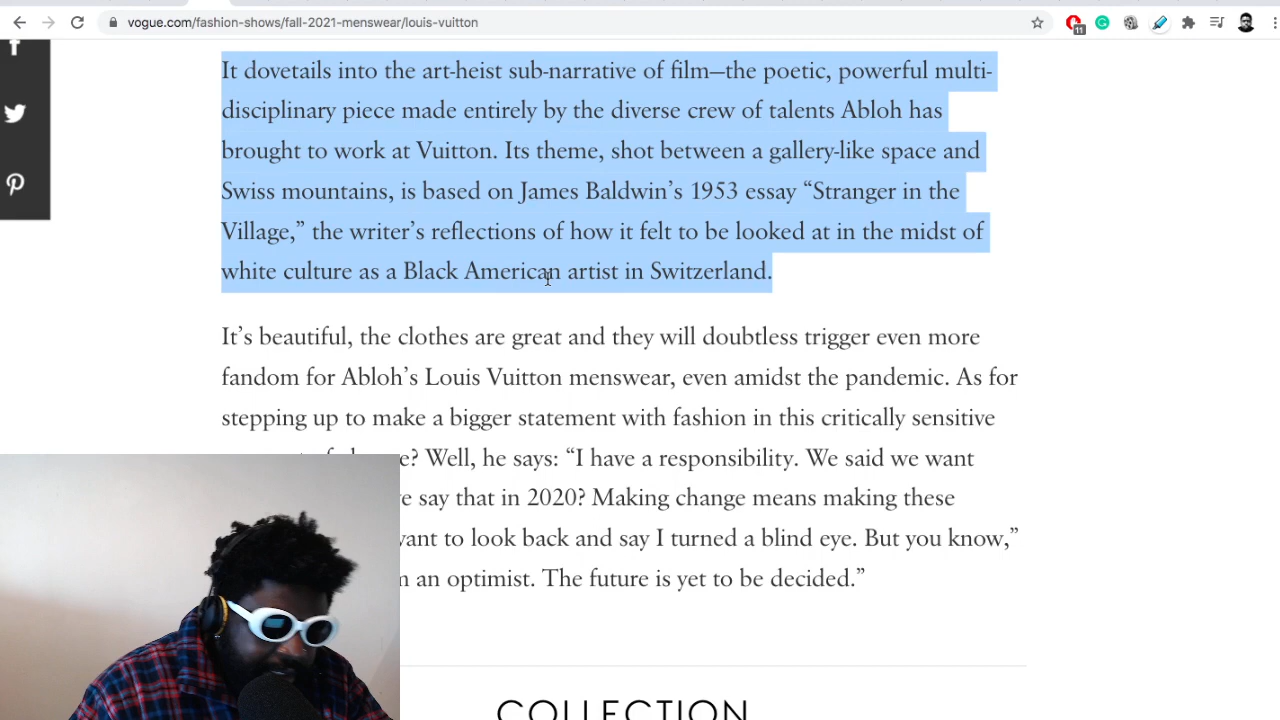 vogue.com/fashion-shows/fall-2021-menswear/louis-vuitton
11
It dovetails into the art-heist sub-narrative of film—the poetic, powerful multi-
disciplinary piece made entirely by the diverse crew of talents Abloh has
brought to work at Vuitton. Its theme, shot between a gallery-like space and
Swiss mountains, is based on James Baldwin’s 1953 essay “Stranger in the
Village,” the writer’s reflections of how it felt to be looked at in the midst of
white culture as a Black American artist in Switzerland.
It’s beautiful, the clothes are great and they will doubtless trigger even more
fandom for Abloh’s Louis Vuitton menswear, even amidst the pandemic. As for
stepping up to make a bigger statement with fashion in this critically sensitive
Well, he says: “I have a responsibility. We said we want
say that in 2020? Making change means making these
to look back and say I turned a blind eye. But you know,”
an optimist. The future is yet to be decided.”
COLLECTION